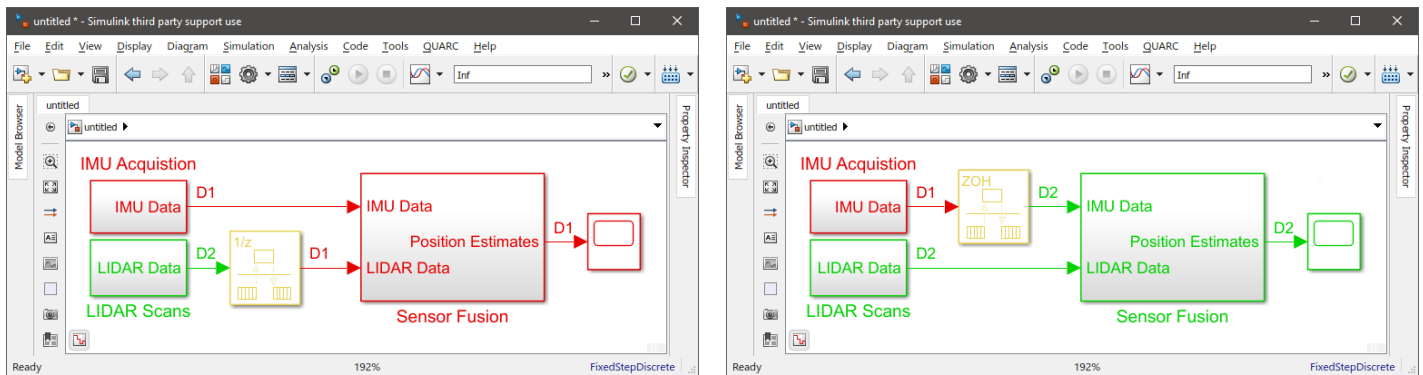 untitled * - Simulink third party support use
File Edit View Display Diagram Simulation Analysis Code Tools QUARC Help
Inf
Model Browser
untitled
Property Inspector
untitled
IMU Acquistion
IMU Data
D1
IMU Data
Position Estimates
D1
1/z
D2
D1
LIDAR Data
LIDAR Data
LIDAR Scans
Sensor Fusion
Ready 192% FixedStepDiscrete
untitled * - Simulink third party support use
File Edit View Display Diagram Simulation Analysis Code Tools QUARC Help
Inf
Model Browser
untitled
Property Inspector
untitled
IMU Acquistion
IMU Data
D1
ZOH
D2
IMU Data
Position Estimates
D2
LIDAR Data
D2
LIDAR Data
LIDAR Scans
Sensor Fusion
Ready 192% FixedStepDiscrete